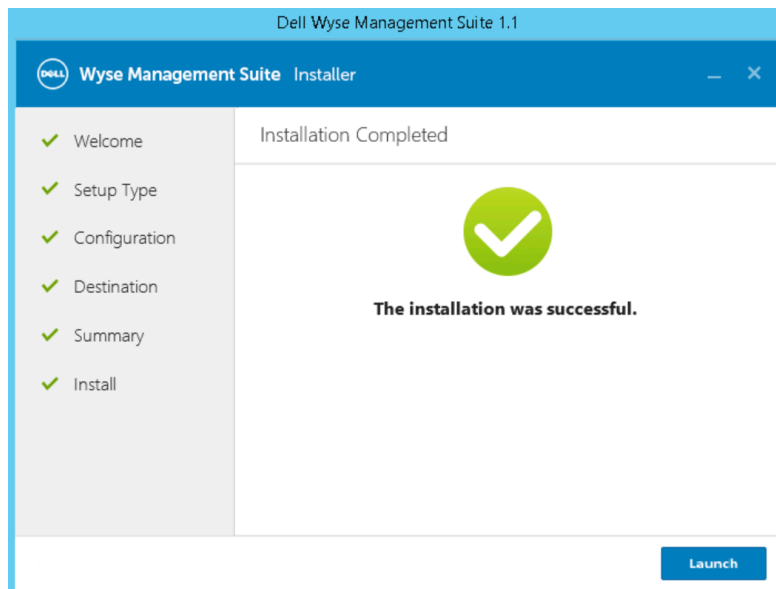 Dell Wyse Management Suite 1.1
DELL Wyse Management Suite Installer
Welcome
Setup Type
Configuration
Destination
Summary
Install
Installation Completed
The installation was successful.
Launch